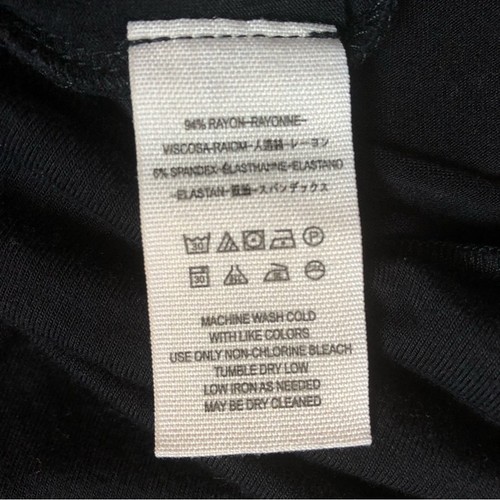 94% RAYON-RAYONNE-
VISCOSA-RAIOM-人造絲-レーヨン
6% SPANDEX-ÉLASTHANNE-ELASTANO
-ELASTAN-スパンデックス
30
MACHINE WASH COLD
WITH LIKE COLORS
USE ONLY NON-CHLORINE BLEACH
TUMBLE DRY LOW
LOW IRON AS NEEDED
MAY BE DRY CLEANED